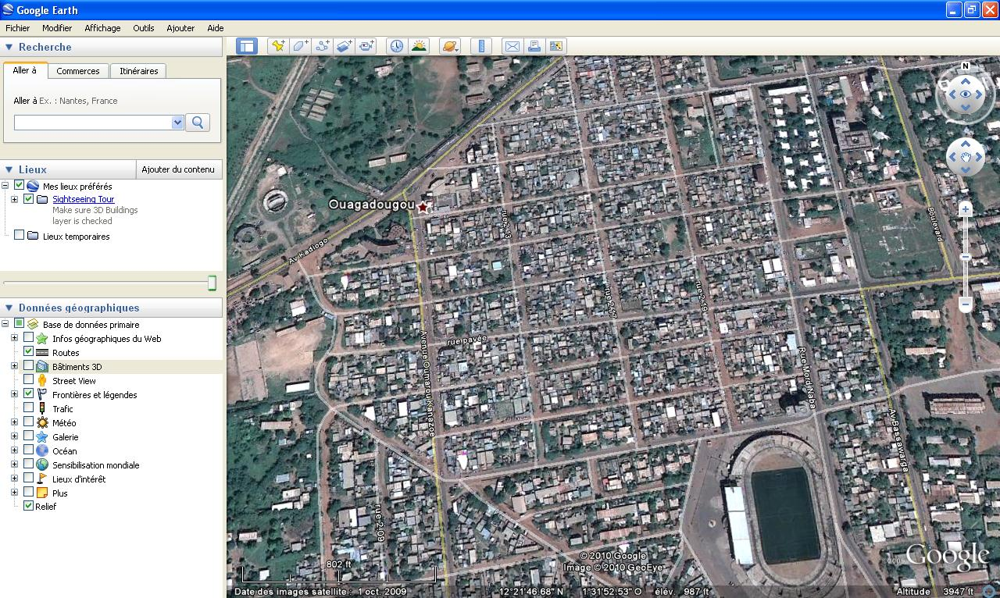 Google Earth
Fichier Modifier Affichage Outils Ajouter Aide
Recherche
Aller à Commerces Itinéraires
Aller à Ex. : Nantes, France
Lieux Ajouter du contenu
Mes lieux préférés
Sightseeing Tour
Make sure 3D Buildings
layer is checked
Lieux temporaires
Données géographiques
Base de données primaire
Infos géographiques du Web
Routes
Bâtiments 3D
Street View
Frontières et légendes
Trafic
Météo
Galerie
Océan
Sensibilisation mondiale
Lieux d'intérêt
Plus
Relief
N
Ouagadougou
Av Kadiogo
rue 2.13
Boulevard
rue 2.17
rue 2.19
rue pavée
Avenue Oumarou Kanazoe
Rue Moro Naba
Av Bassawarga
rue 2.09
802 ft
© 2010 Google
Image © 2010 GeoEye
©2009 Google
Date des images satellite : 1 oct. 2009 12°21'46.68" N 1°31'52.53" O élév. 987 ft Altitude 3947 ft